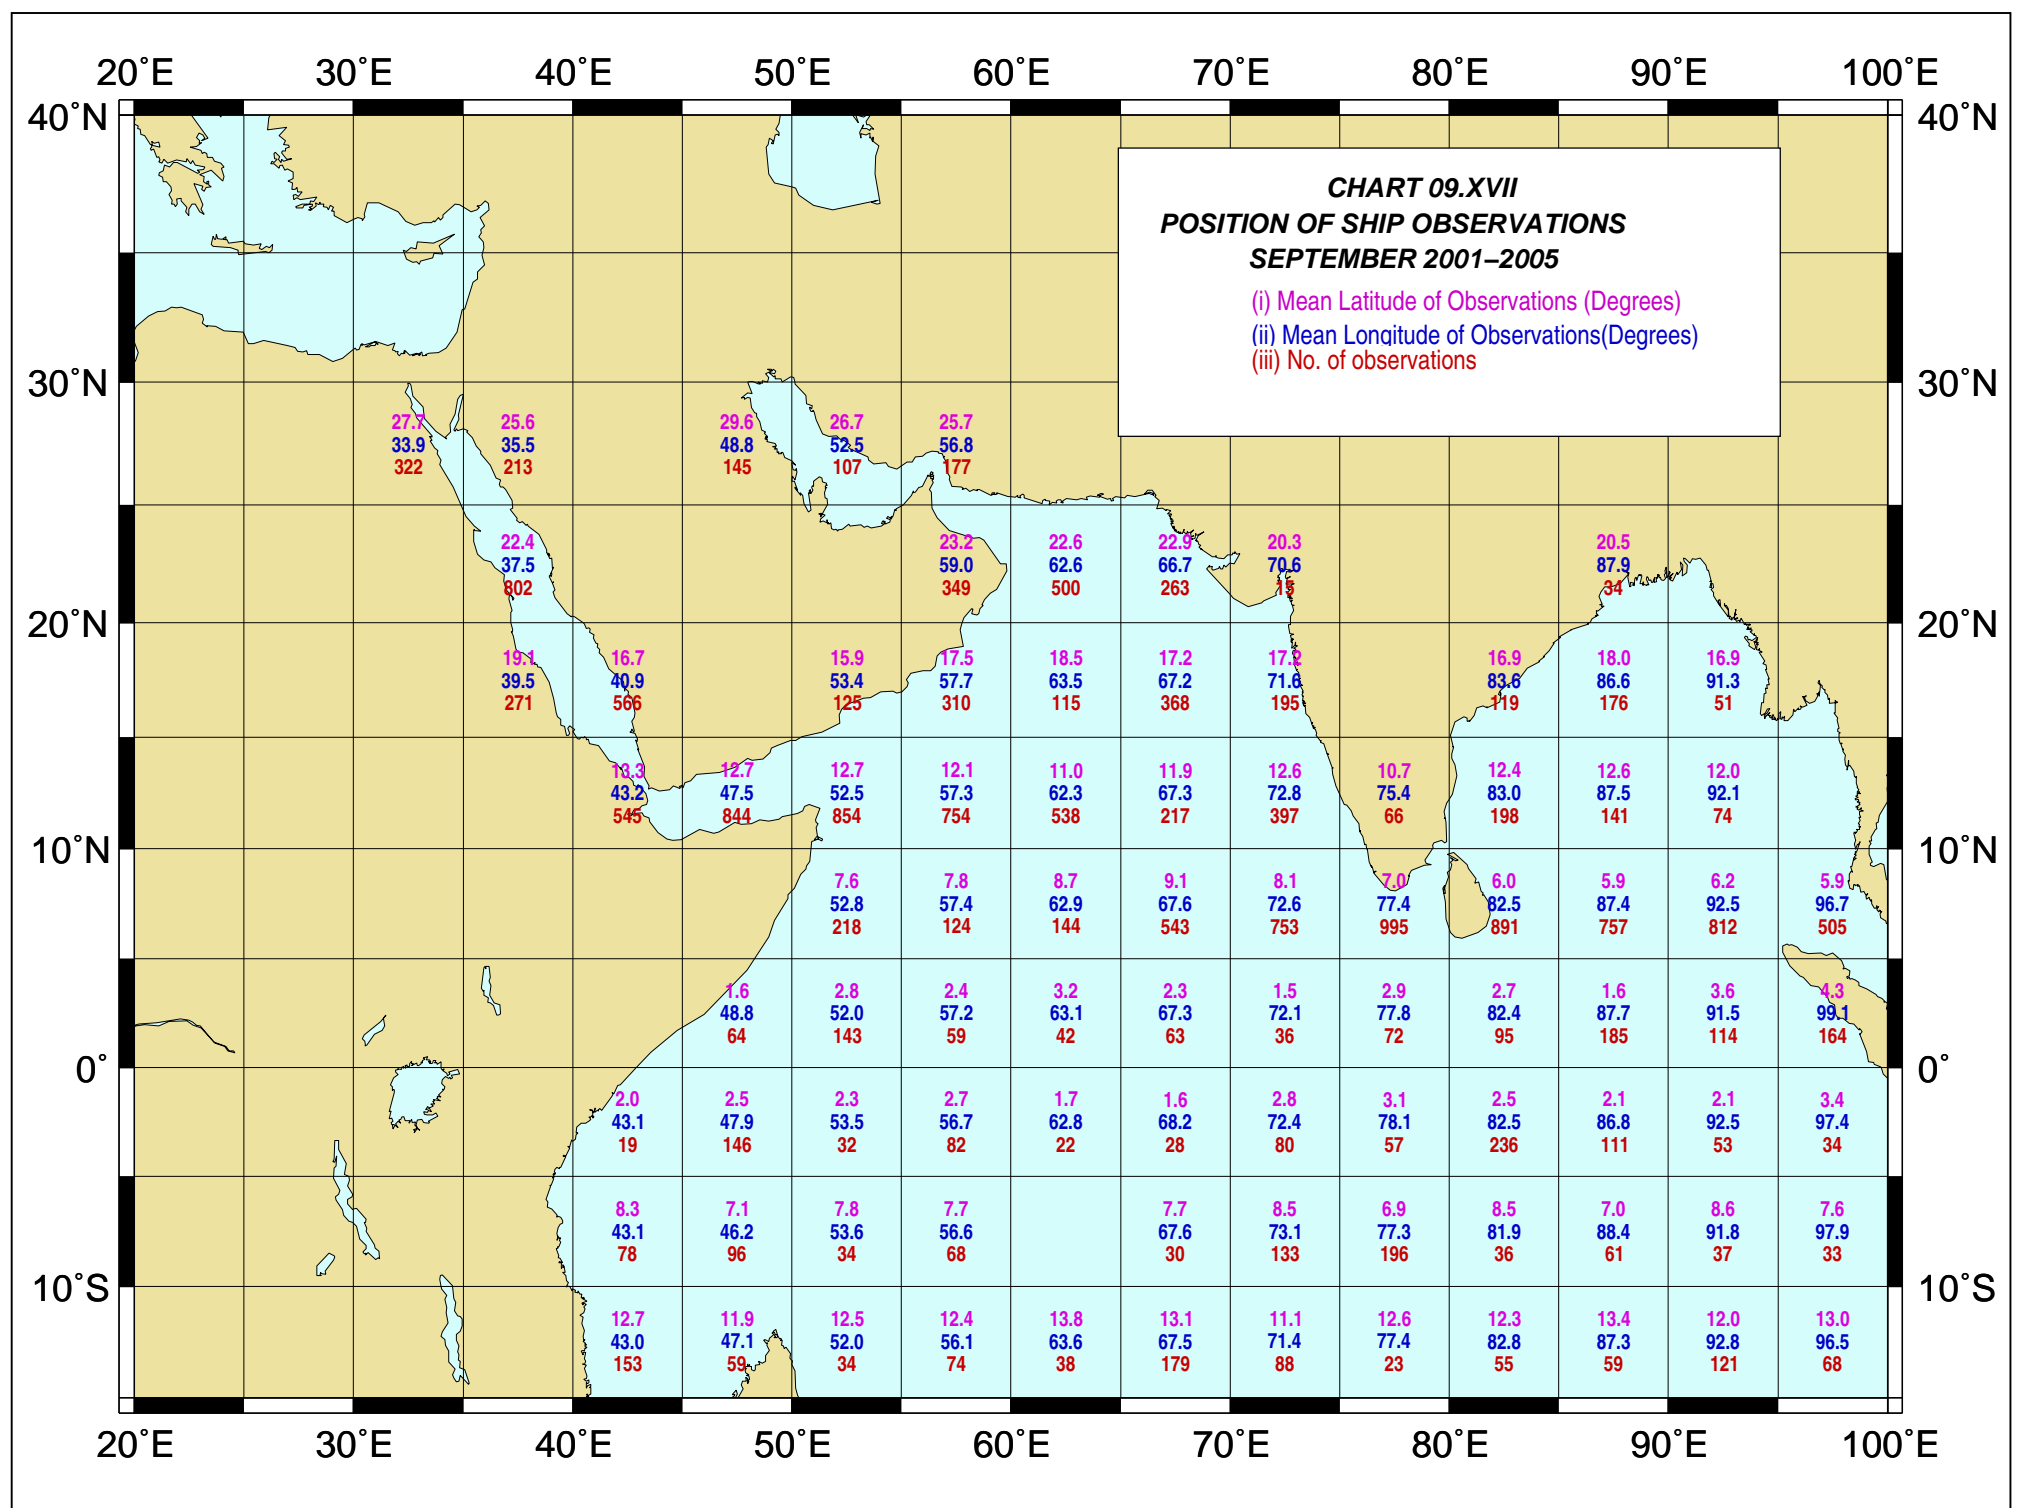 20°E 30°E 40°E 50°E 60°E 70°E 80°E 90°E 100°E
40°N 40°N
CHART 09.XVII
POSITION OF SHIP OBSERVATIONS
SEPTEMBER 2001–2005
(i) Mean Latitude of Observations (Degrees)
(ii) Mean Longitude of Observations(Degrees)
(iii) No. of observations
30°N 30°N
27.7 25.6 29.6 26.7 25.7
33.9 35.5 48.8 52.5 56.8
322 213 145 107 177
22.4 23.2 22.6 22.9 20.3 20.5
37.5 59.0 62.6 66.7 70.6 87.9
802 349 500 263 15 34
20°N 20°N
19.1 16.7 15.9 17.5 18.5 17.2 17.2 16.9 18.0 16.9
39.5 40.9 53.4 57.7 63.5 67.2 71.6 83.6 86.6 91.3
271 566 125 310 115 368 195 119 176 51
13.3 12.7 12.7 12.1 11.0 11.9 12.6 10.7 12.4 12.6 12.0
43.2 47.5 52.5 57.3 62.3 67.3 72.8 75.4 83.0 87.5 92.1
545 844 854 754 538 217 397 66 198 141 74
10°N 10°N
7.6 7.8 8.7 9.1 8.1 7.0 6.0 5.9 6.2 5.9
52.8 57.4 62.9 67.6 72.6 77.4 82.5 87.4 92.5 96.7
218 124 144 543 753 995 891 757 812 505
1.6 2.8 2.4 3.2 2.3 1.5 2.9 2.7 1.6 3.6 4.3
48.8 52.0 57.2 63.1 67.3 72.1 77.8 82.4 87.7 91.5 99.1
64 143 59 42 63 36 72 95 185 114 164
0° 0°
2.0 2.5 2.3 2.7 1.7 1.6 2.8 3.1 2.5 2.1 2.1 3.4
43.1 47.9 53.5 56.7 62.8 68.2 72.4 78.1 82.5 86.8 92.5 97.4
19 146 32 82 22 28 80 57 236 111 53 34
8.3 7.1 7.8 7.7 7.7 8.5 6.9 8.5 7.0 8.6 7.6
43.1 46.2 53.6 56.6 67.6 73.1 77.3 81.9 88.4 91.8 97.9
78 96 34 68 30 133 196 36 61 37 33
10°S 10°S
12.7 11.9 12.5 12.4 13.8 13.1 11.1 12.6 12.3 13.4 12.0 13.0
43.0 47.1 52.0 56.1 63.6 67.5 71.4 77.4 82.8 87.3 92.8 96.5
153 59 34 74 38 179 88 23 55 59 121 68
20°E 30°E 40°E 50°E 60°E 70°E 80°E 90°E 100°E